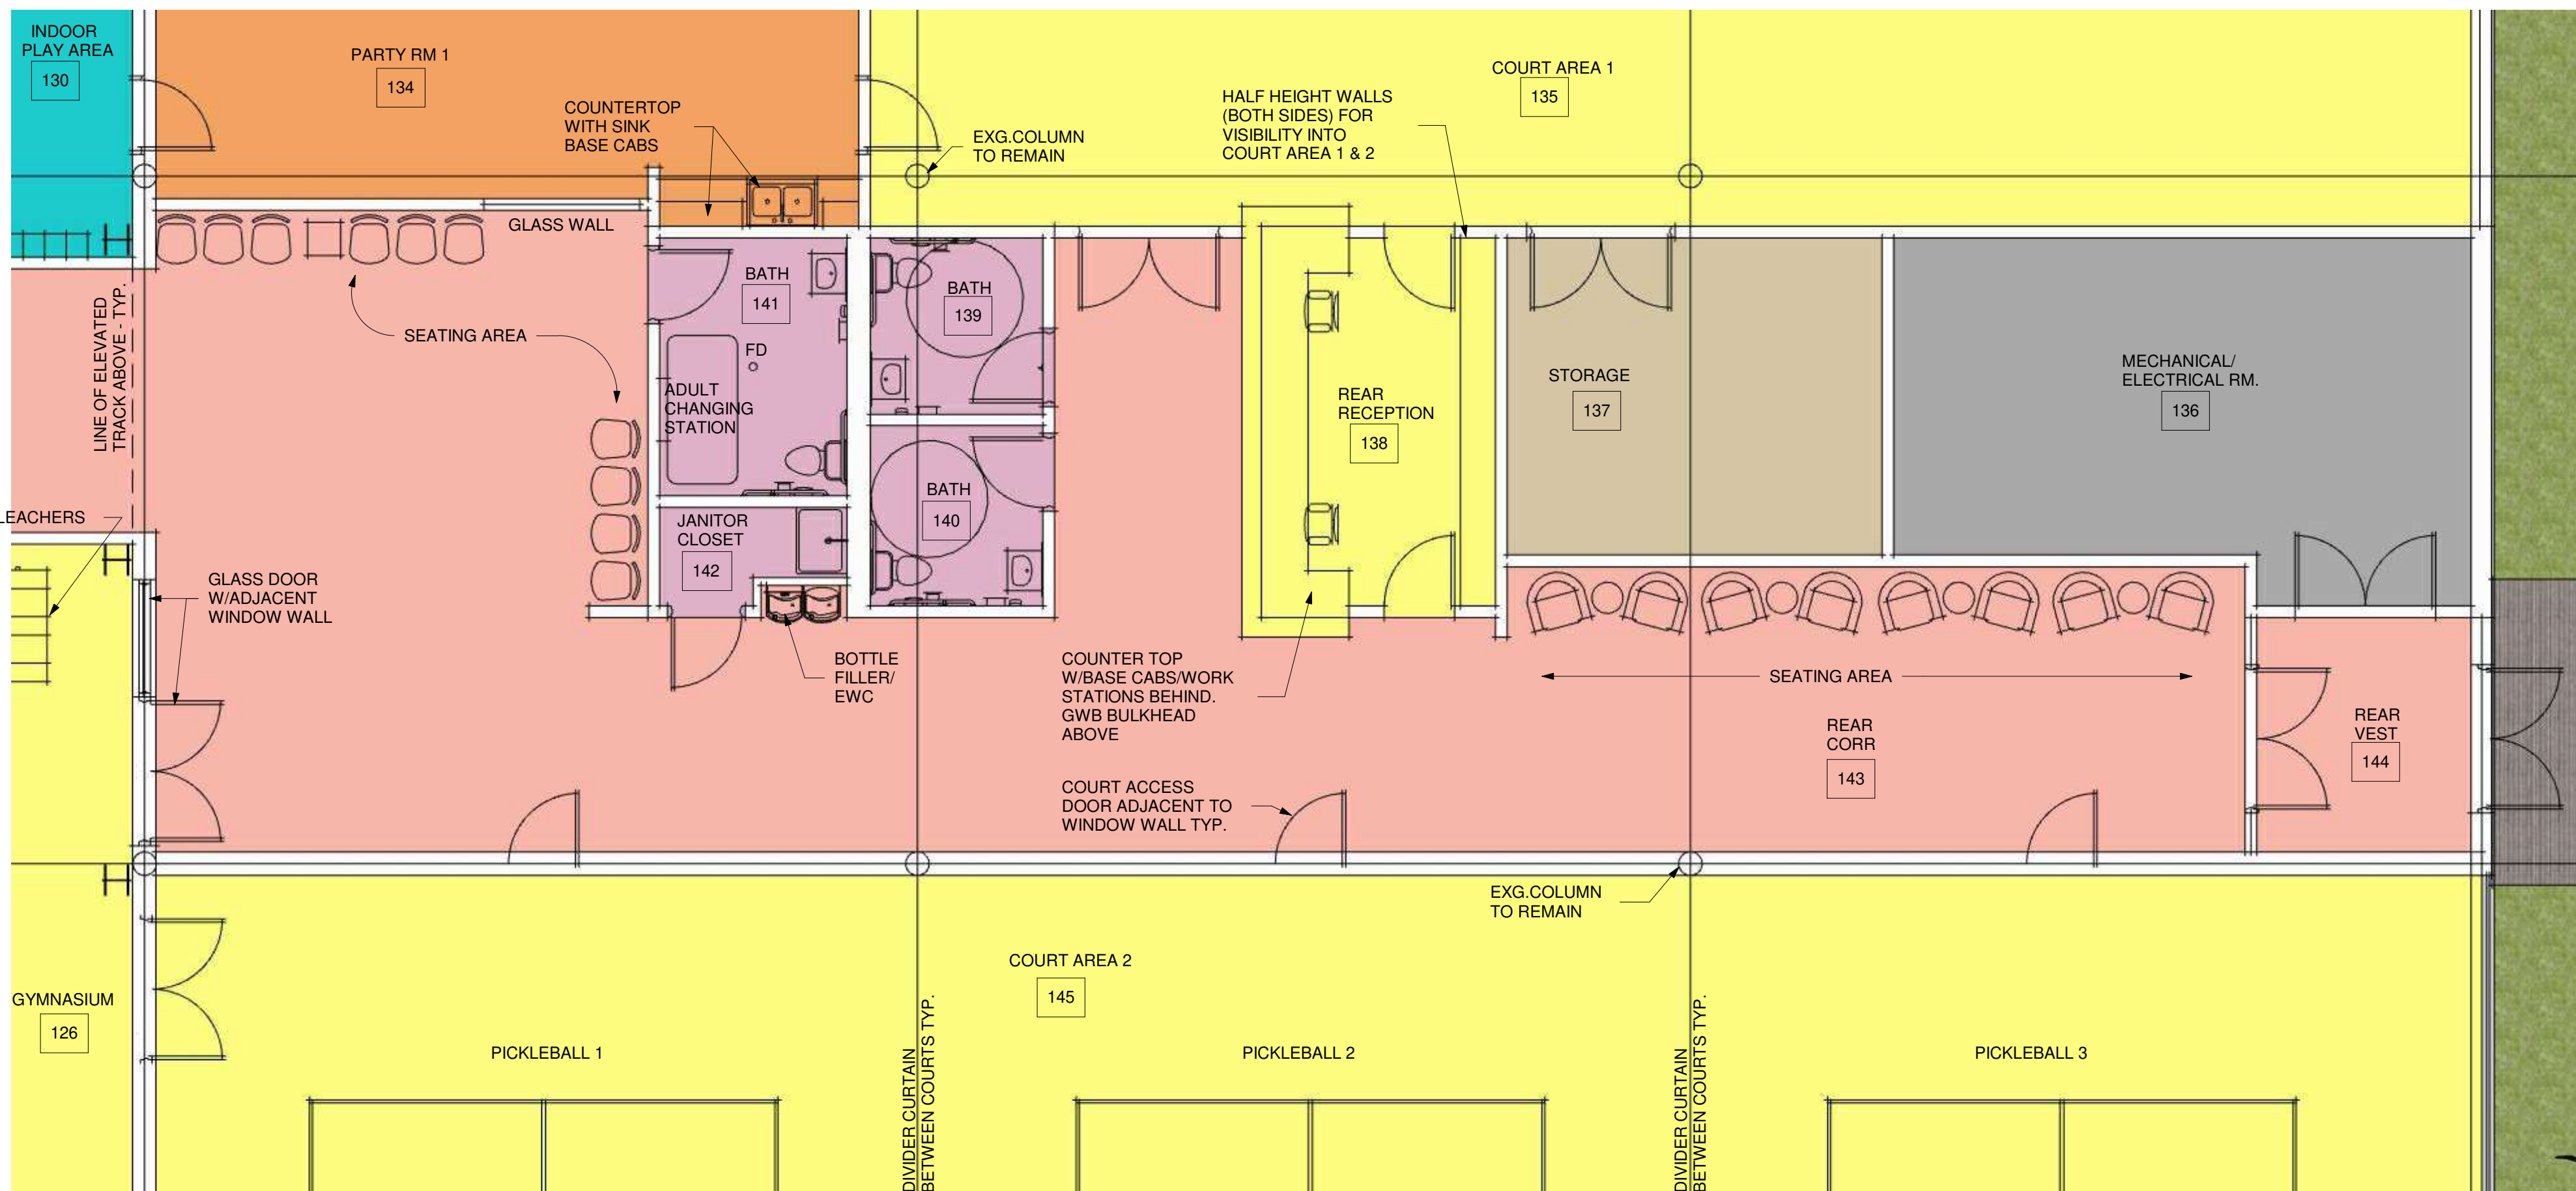 INDOOR
PLAY AREA
130
PARTY RM 1
134
COUNTERTOP
WITH SINK
BASE CABS
EXG.COLUMN
TO REMAIN
HALF HEIGHT WALLS
(BOTH SIDES) FOR
VISIBILITY INTO
COURT AREA 1 & 2
COURT AREA 1
135
GLASS WALL
SEATING AREA
LINE OF ELEVATED
TRACK ABOVE - TYP.
BATH
141
FD
ADULT
CHANGING
STATION
BATH
139
BATH
140
JANITOR
CLOSET
142
REAR
RECEPTION
138
STORAGE
137
MECHANICAL/
ELECTRICAL RM.
136
LEACHERS
GLASS DOOR
W/ADJACENT
WINDOW WALL
BOTTLE
FILLER/
EWC
COUNTER TOP
W/BASE CABS/WORK
STATIONS BEHIND.
GWB BULKHEAD
ABOVE
SEATING AREA
REAR
CORR
143
REAR
VEST
144
COURT ACCESS
DOOR ADJACENT TO
WINDOW WALL TYP.
EXG.COLUMN
TO REMAIN
COURT AREA 2
145
GYMNASIUM
126
PICKLEBALL 1
DIVIDER CURTAIN
BETWEEN COURTS TYP.
PICKLEBALL 2
DIVIDER CURTAIN
BETWEEN COURTS TYP.
PICKLEBALL 3